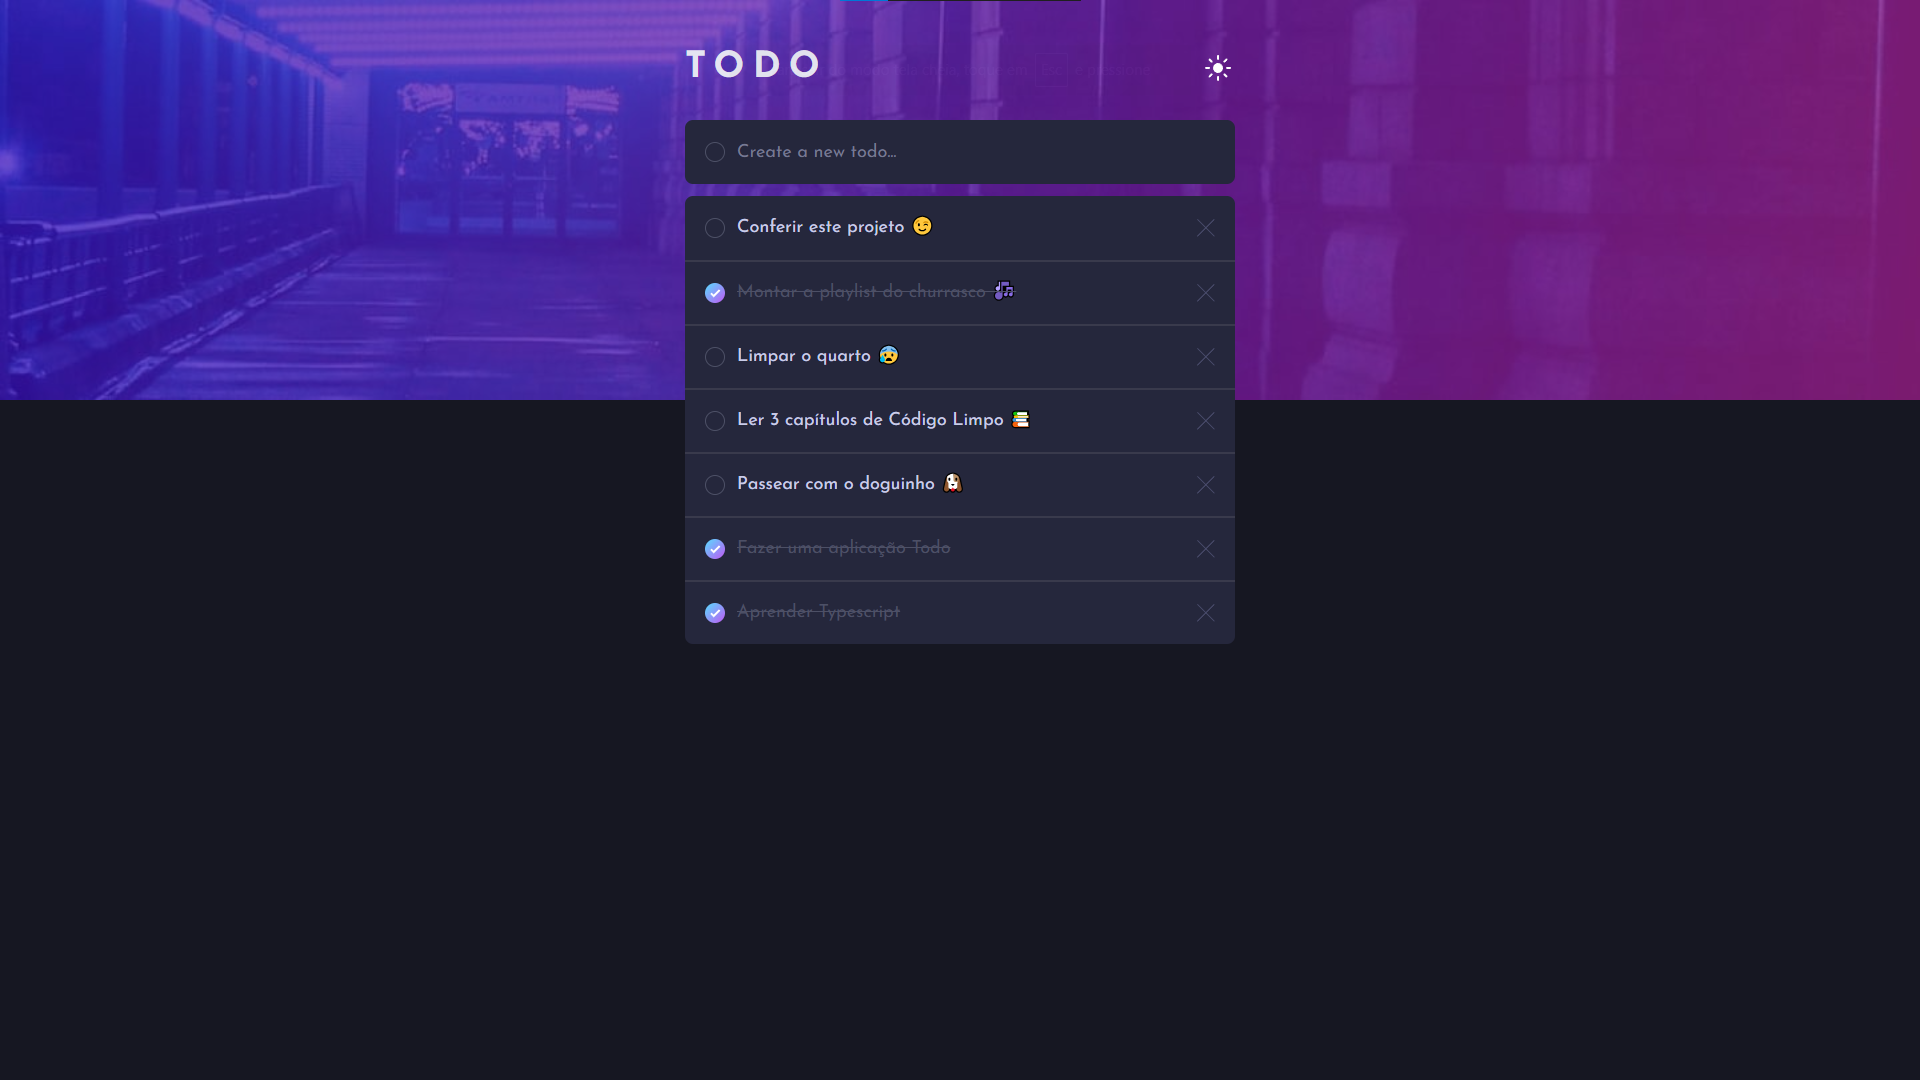 TODO
Create a new todo...
Conferir este projeto 😉
Montar a playlist do churrasco 🎶
Limpar o quarto 😰
Ler 3 capítulos de Código Limpo 📚
Passear com o doguinho 🐶
Fazer uma aplicação Todo
Aprender Typescript